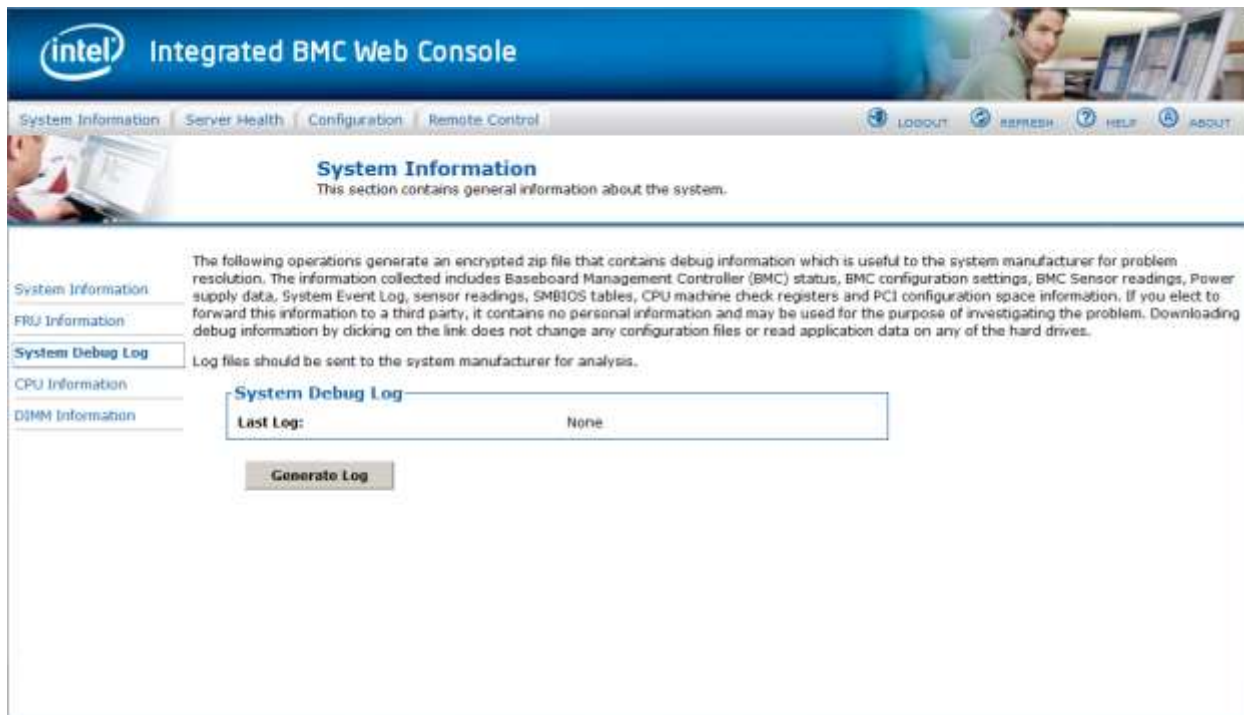 intel Integrated BMC Web Console
System Information Server Health Configuration Remote Control LOGOUT REFRESH HELP ABOUT
System Information
This section contains general information about the system.
The following operations generate an encrypted zip file that contains debug information which is useful to the system manufacturer for problem
resolution. The information collected includes Baseboard Management Controller (BMC) status, BMC configuration settings, BMC Sensor readings, Power
supply data, System Event Log, sensor readings, SMBIOS tables, CPU machine check registers and PCI configuration space information. If you elect to
forward this information to a third party, it contains no personal information and may be used for the purpose of investigating the problem. Downloading
debug information by clicking on the link does not change any configuration files or read application data on any of the hard drives.
Log files should be sent to the system manufacturer for analysis.
System Information
FRU Information
System Debug Log
CPU Information
DIMM Information
System Debug Log
Last Log: None
Generate Log